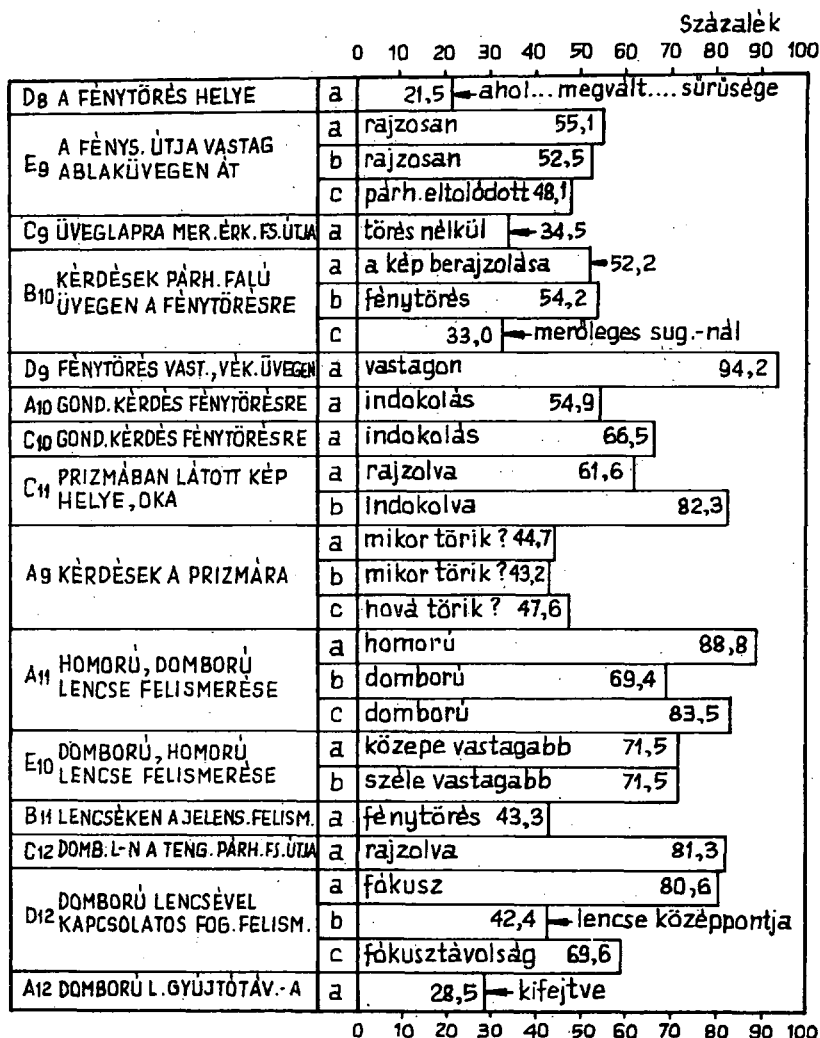 Százalék
0 10 20 30 40 50 60 70 80 90 100
D8 A FÉNYTÖRÉS HELYE a 21,5 ahol... megvált.... sűrűsége
E9 A FÉNYS. ÚTJA VASTAG ABLAKÜVEGEN ÁT a rajzosan 55,1
b rajzosan 52,5
c párh. eltolódott 48,1
C9 ÜVEGLAPRA MER. ÉRK. FS. ÚTJA a törés nélkül 34,5
B10 KÉRDÉSEK PÁRH. FALÚ ÜVEGEN A FÉNYTÖRÉSRE a a kép berajzolása 52,2
b fénytörés 54,2
c 33,0 merőleges sug.-nál
D9 FÉNYTÖRÉS VAST., VÉK. ÜVEGEN a vastagon 94,2
A10 GOND. KÉRDÉS FÉNYTÖRÉSRE a indokolás 54,9
C10 GOND. KÉRDÉS FÉNYTÖRÉSRE a indokolás 66,5
C11 PRIZMÁBAN LÁTOTT KÉP HELYE, OKA a rajzolva 61,6
b Indokolva 82,3
A9 KÉRDÉSEK A PRIZMÁRA a mikor törik? 44,7
b mikor törik? 43,2
c hová törik? 47,6
A11 HOMORÚ, DOMBORÚ LENCSE FELISMERÉSE a homorú 88,8
b domború 69,4
c domború 83,5
E10 DOMBORÚ, HOMORÚ LENCSE FELISMERÉSE a közepe vastagabb 71,5
b széle vastagabb 71,5
B11 LENCSÉKEN A JELENS. FELISM. a fénytörés 43,3
C12 DOMB. L-N A TENG. PÁRH. FS. ÚTJA a rajzolva 81,3
D12 DOMBORÚ LENCSÉVEL KAPCSOLATOS FOG. FELISM. a fókusz 80,6
b 42,4 lencse középpontja
c fókusztávolság 69,6
A12 DOMBORÚ L. GYŰJTŐTÁV.-A a 28,5 kifejtve
0 10 20 30 40 50 60 70 80 90 100